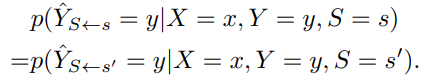 p(Ŷ_{S←s} = y|X = x, Y = y, S = s)
=p(Ŷ_{S←s′} = y|X = x, Y = y, S = s′).